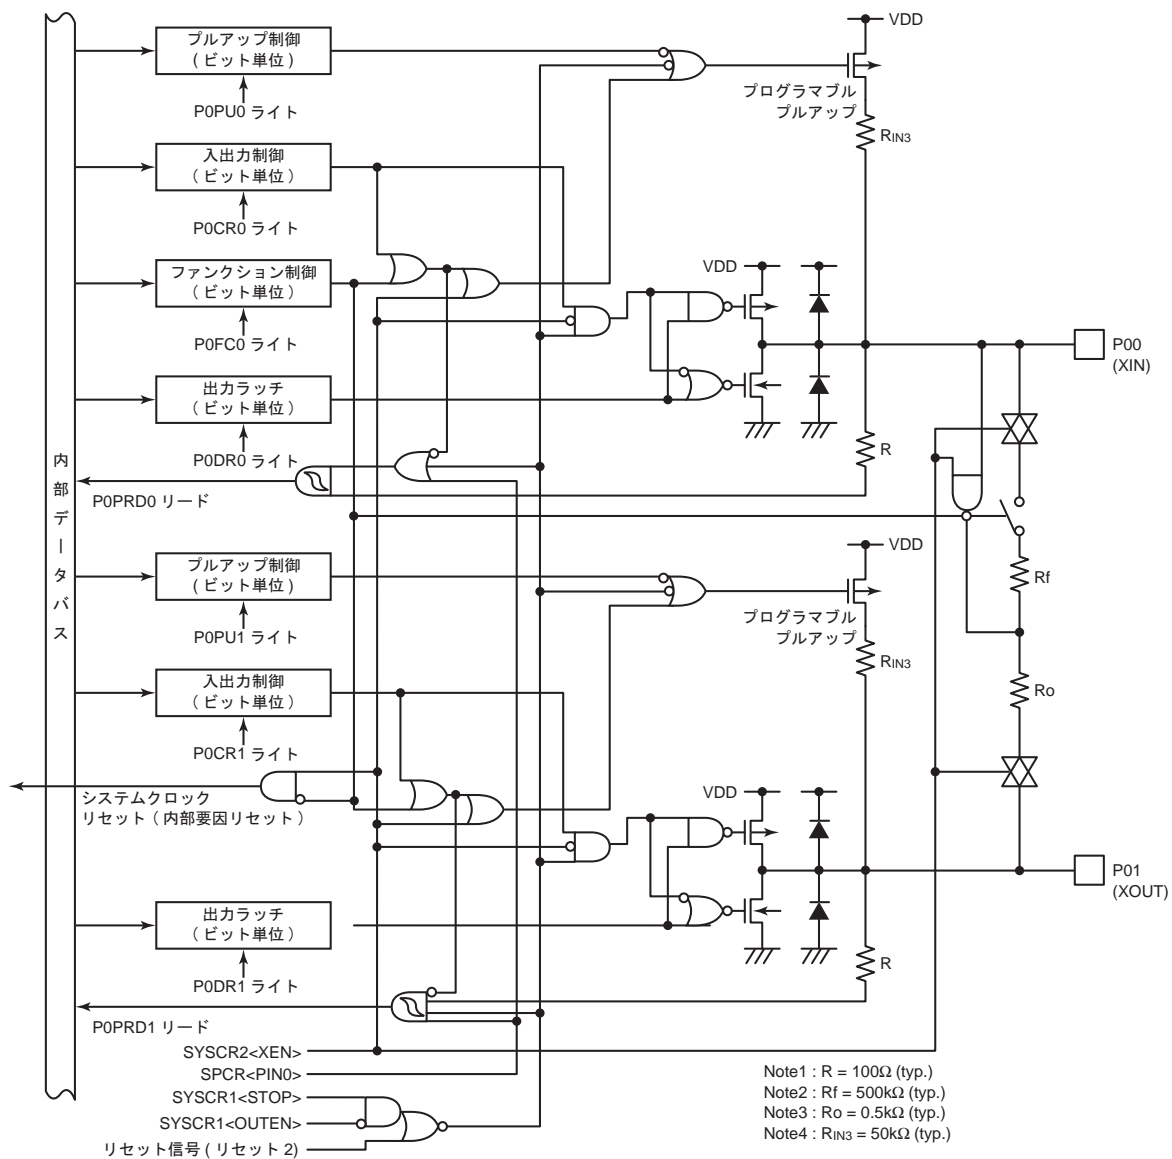 VDD
プルアップ制御
( ビット単位 )
P0PU0 ライト
プログラマブル
プルアップ
RIN3
入出力制御
( ビット単位 )
P0CR0 ライト
ファンクション制御
( ビット単位 )
P0FC0 ライト
VDD
P00
(XIN)
出力ラッチ
( ビット単位 )
P0DR0 ライト
R
内部データバス
P0PRD0 リード
VDD
プルアップ制御
( ビット単位 )
P0PU1 ライト
プログラマブル
プルアップ
Rf
RIN3
入出力制御
( ビット単位 )
P0CR1 ライト
Ro
システムクロック
リセット ( 内部要因リセット )
VDD
P01
(XOUT)
出力ラッチ
( ビット単位 )
P0DR1 ライト
R
P0PRD1 リード
SYSCR2<XEN>
SPCR<PIN0>
SYSCR1<STOP>
SYSCR1<OUTEN>
リセット信号 ( リセット 2)
Note1 : R = 100Ω (typ.)
Note2 : Rf = 500kΩ (typ.)
Note3 : Ro = 0.5kΩ (typ.)
Note4 : RIN3 = 50kΩ (typ.)